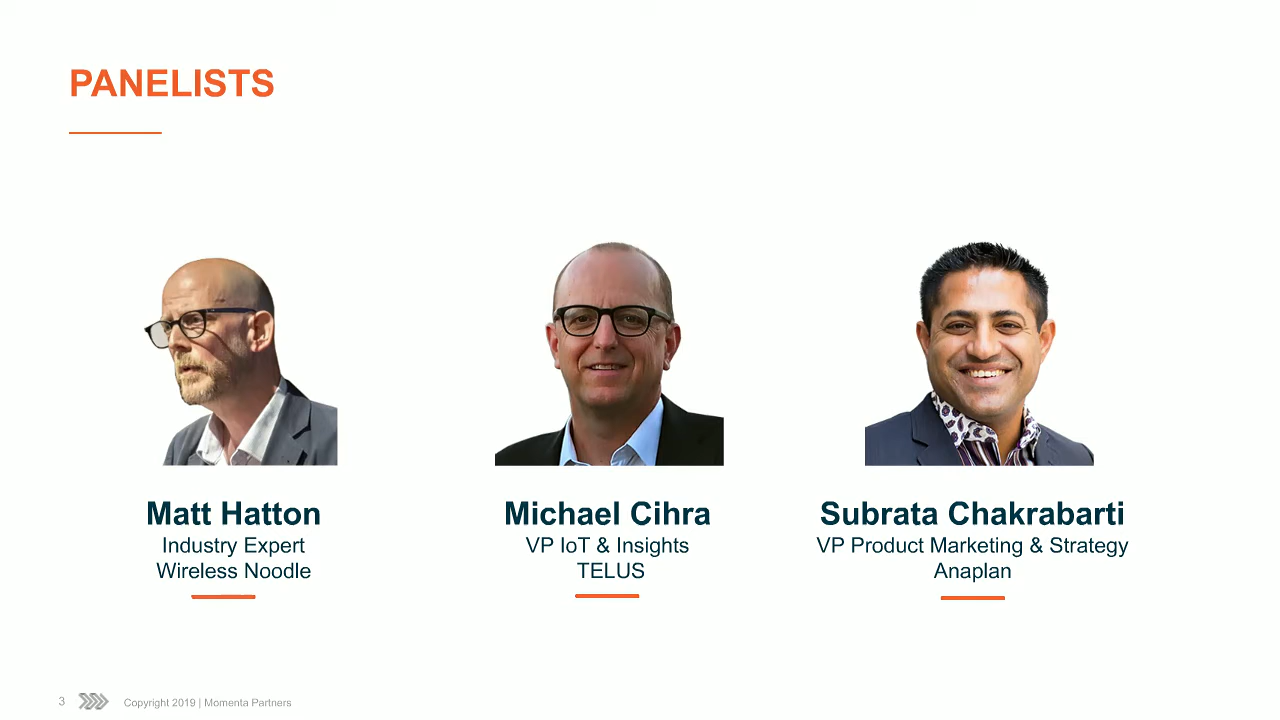 PANELISTS
Matt Hatton
Industry Expert
Wireless Noodle
Michael Cihra
VP IoT & Insights
TELUS
Subrata Chakrabarti
VP Product Marketing & Strategy
Anaplan
3
Copyright 2019 | Momenta Partners